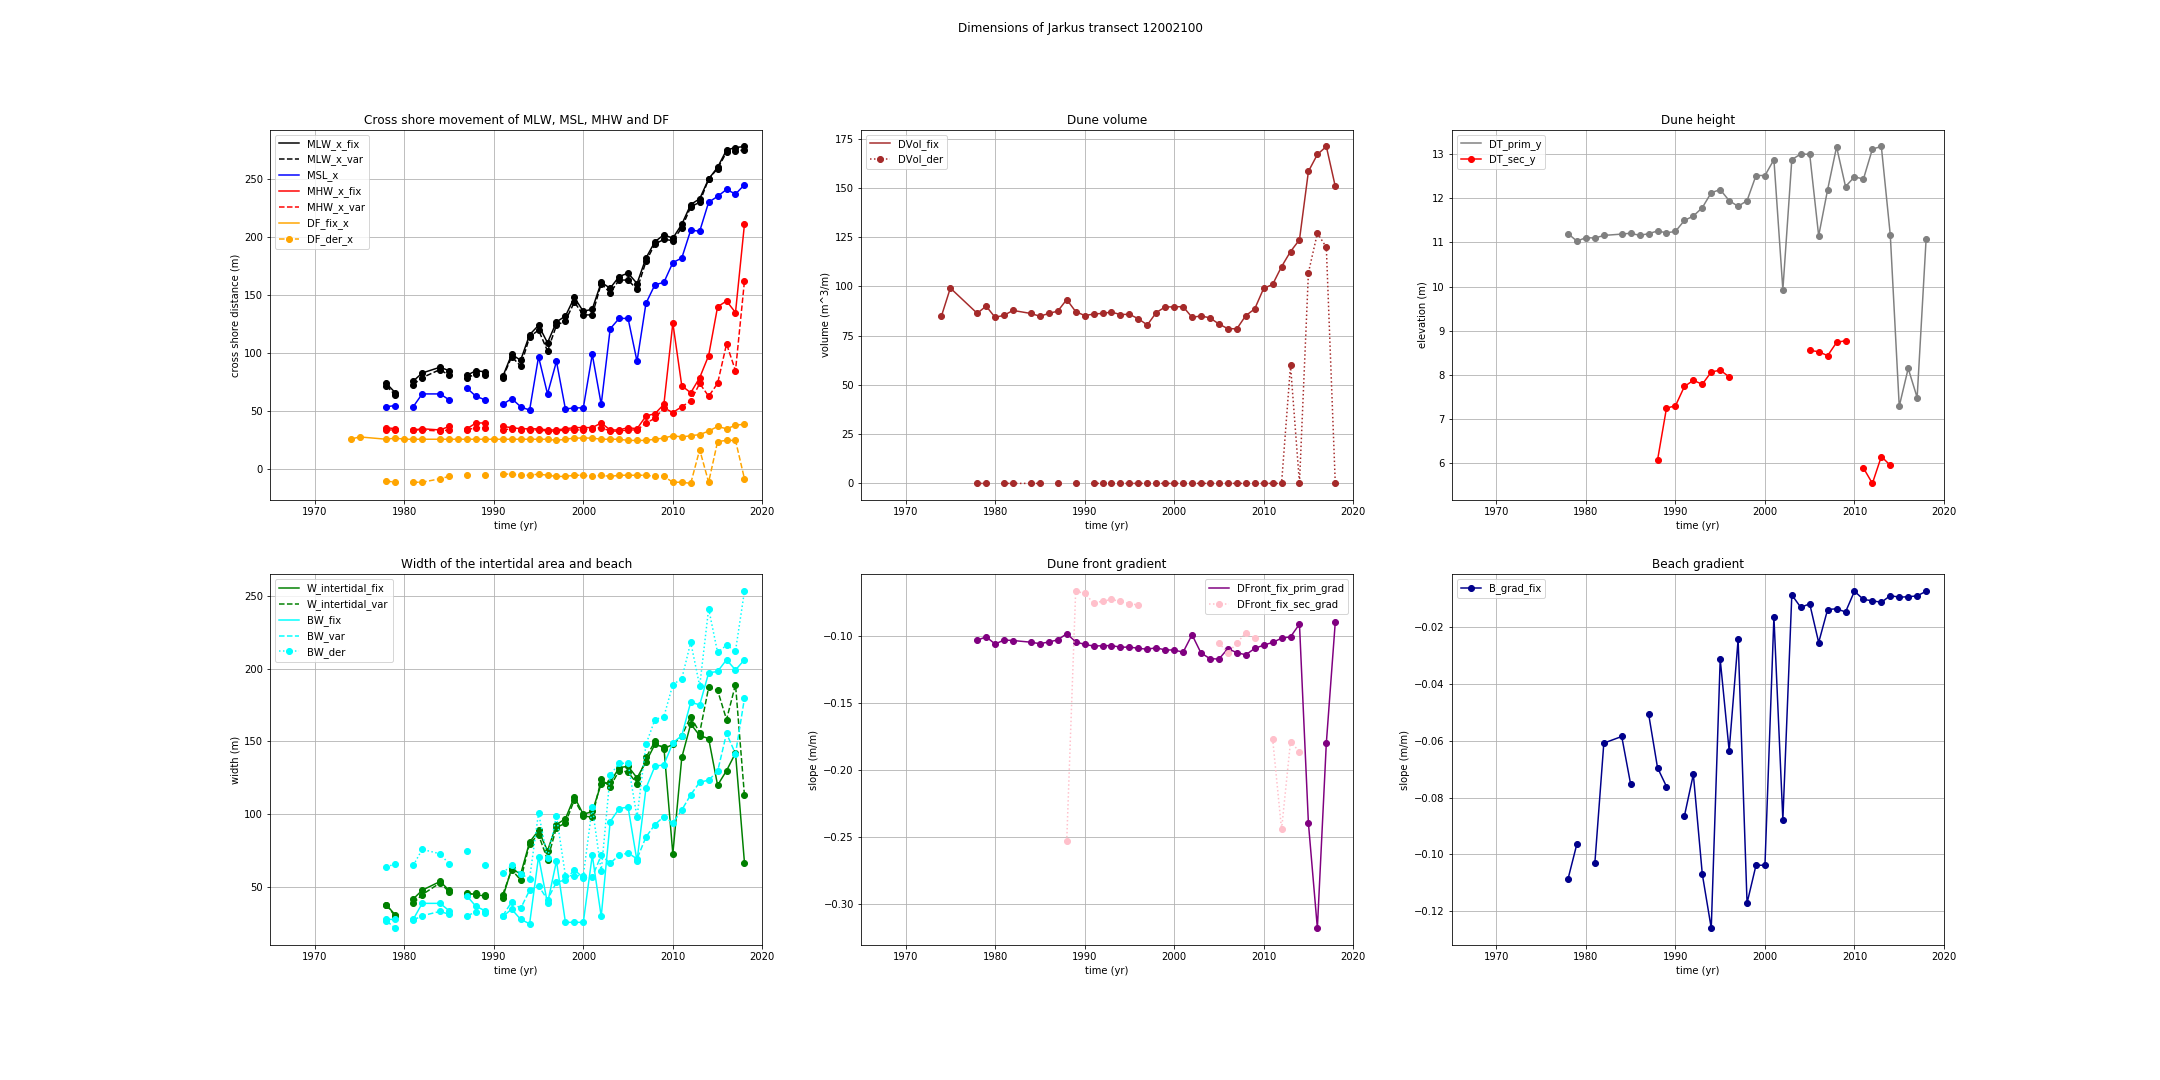 Dimensions of Jarkus transect 12002100
Cross shore movement of MLW, MSL, MHW and DF
MLW_x_fix
MLW_x_var
MSL_x
MHW_x_fix
MHW_x_var
DF_fix_x
DF_der_x
cross shore distance (m)
250
200
150
100
50
0
1970 1980 1990 2000 2010 2020
time (yr)
Dune volume
DVol_fix
DVol_der
volume (m^3/m)
175
150
125
100
75
50
25
0
1970 1980 1990 2000 2010 2020
time (yr)
Dune height
DT_prim_y
DT_sec_y
elevation (m)
13
12
11
10
9
8
7
6
1970 1980 1990 2000 2010 2020
time (yr)
Width of the intertidal area and beach
W_intertidal_fix
W_intertidal_var
BW_fix
BW_var
BW_der
width (m)
250
200
150
100
50
1970 1980 1990 2000 2010 2020
time (yr)
Dune front gradient
DFront_fix_prim_grad
DFront_fix_sec_grad
slope (m/m)
−0.10
−0.15
−0.20
−0.25
−0.30
1970 1980 1990 2000 2010 2020
time (yr)
Beach gradient
B_grad_fix
slope (m/m)
−0.02
−0.04
−0.06
−0.08
−0.10
−0.12
1970 1980 1990 2000 2010 2020
time (yr)